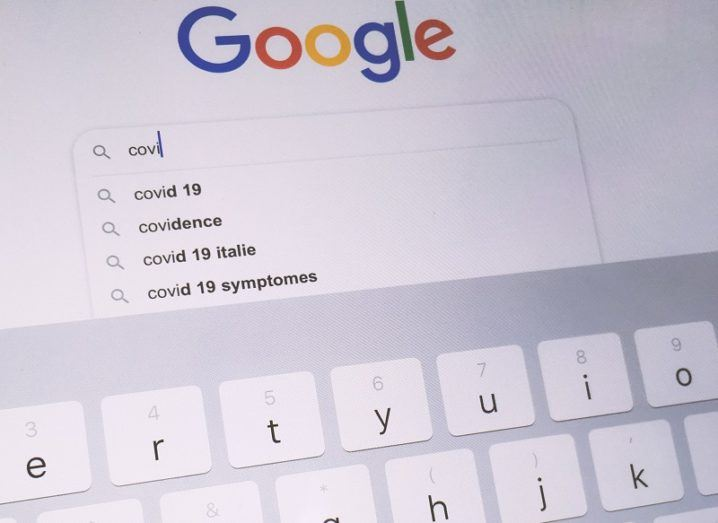 Google
covi
covid 19
covidence
covid 19 italie
covid 19 symptomes
3 4 5 6 7 8 9
e r t y u i o
& * ( ) '
h j k